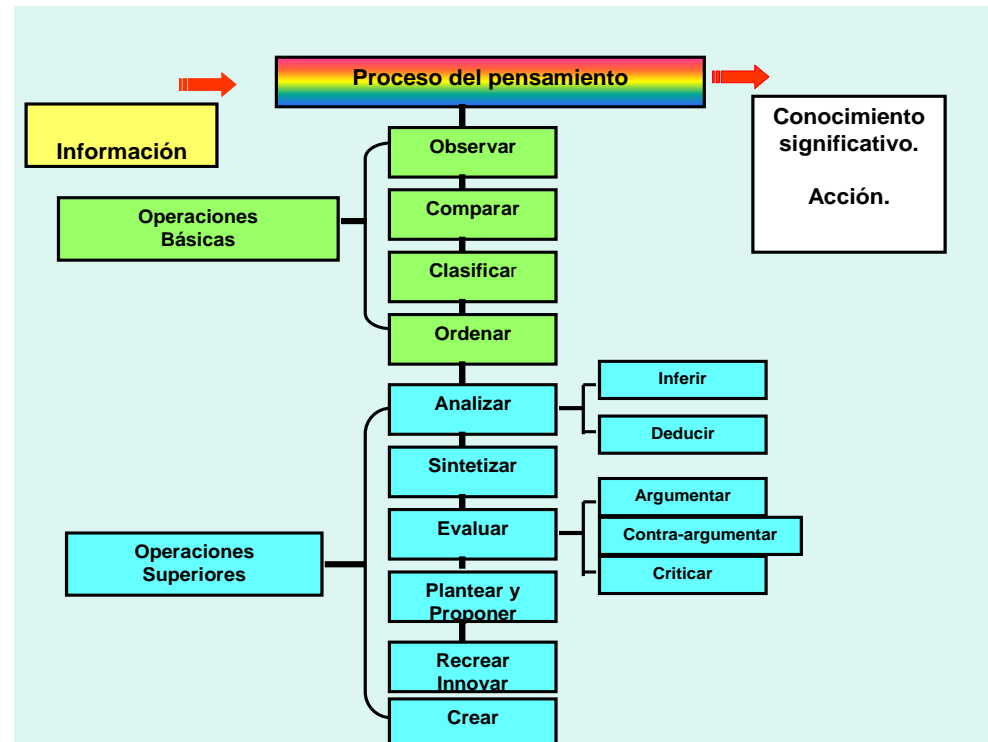 Proceso del pensamiento
Información
Conocimiento
significativo.
Acción.
Observar
Comparar
Operaciones
Básicas
Clasificar
Ordenar
Analizar
Inferir
Deducir
Sintetizar
Evaluar
Argumentar
Contra-argumentar
Criticar
Operaciones
Superiores
Plantear y
Proponer
Recrear
Innovar
Crear